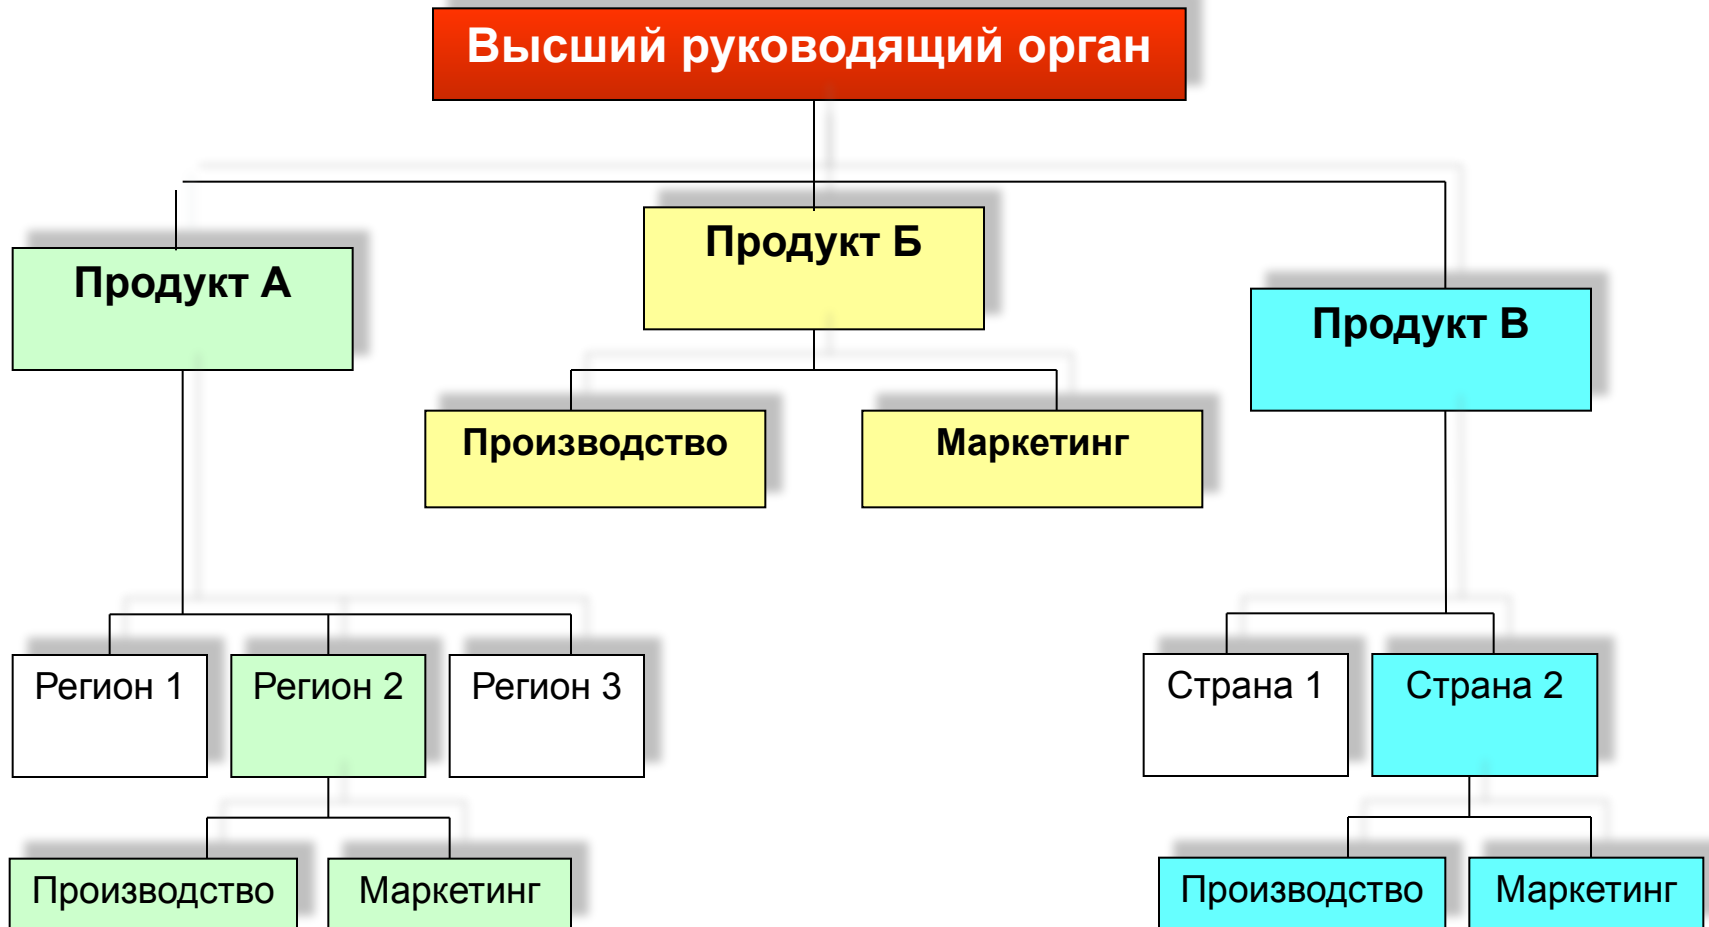 Высший руководящий орган
Продукт Б
Продукт А
Продукт В
Производство
Маркетинг
Регион 1
Регион 2
Регион 3
Страна 1
Страна 2
Производство
Маркетинг
Производство
Маркетинг